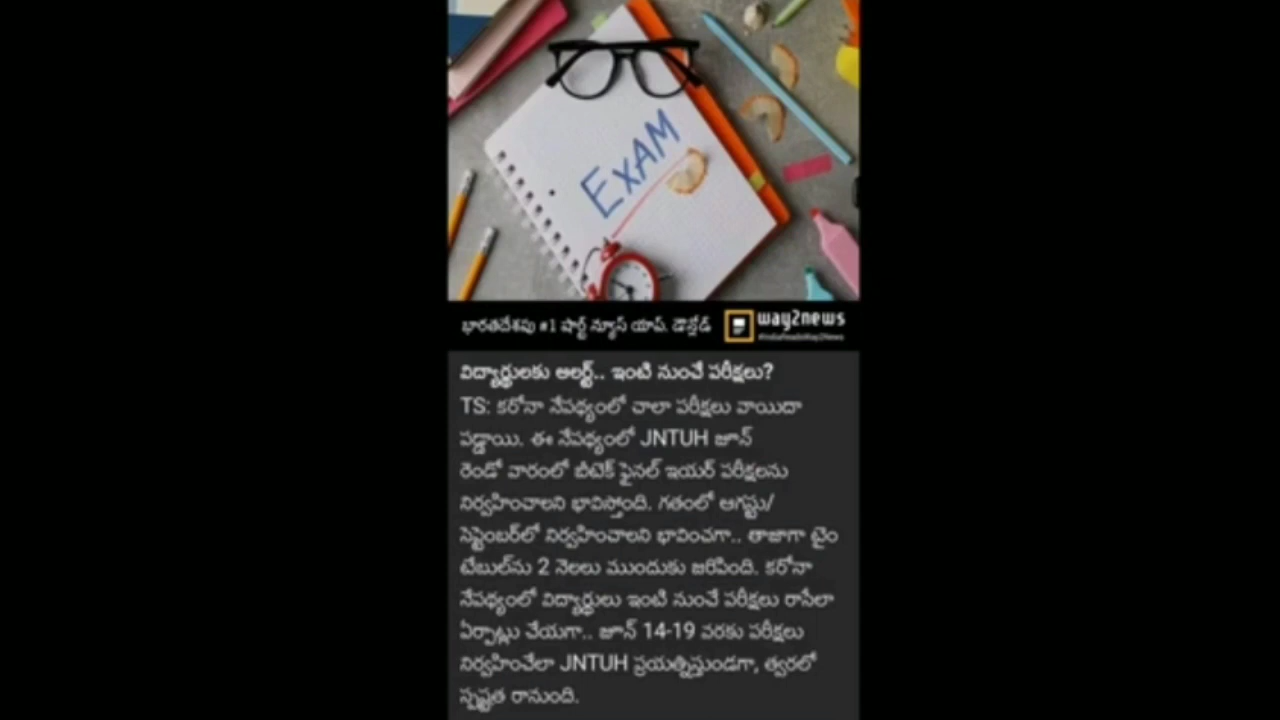 EXAM
భారతదేశపు #1 షార్ట్ న్యూస్ యాప్. డౌన్లోడ్
way2news
#IndiaReadsWay2News
విద్యార్థులకు అలర్ట్.. ఇంటి నుంచే పరీక్షలు?
TS: కరోనా నేపథ్యంలో చాలా పరీక్షలు వాయిదా
పడ్డాయి. ఈ నేపథ్యంలో JNTUH జూన్
రెండో వారంలో బీటెక్ ఫైనల్ ఇయర్ పరీక్షలను
నిర్వహించాలని భావిస్తోంది. గతంలో ఆగస్టు/
సెప్టెంబర్‌లో నిర్వహించాలని భావించగా.. తాజాగా టైం
టేబుల్‌ను 2 నెలలు ముందుకు జరిపింది. కరోనా
నేపథ్యంలో విద్యార్థులు ఇంటి నుంచే పరీక్షలు రాసేలా
ఏర్పాట్లు చేయగా.. జూన్ 14-19 వరకు పరీక్షలు
నిర్వహించేలా JNTUH ప్రయత్నిస్తుండగా, త్వరలో
స్పష్టత రానుంది.